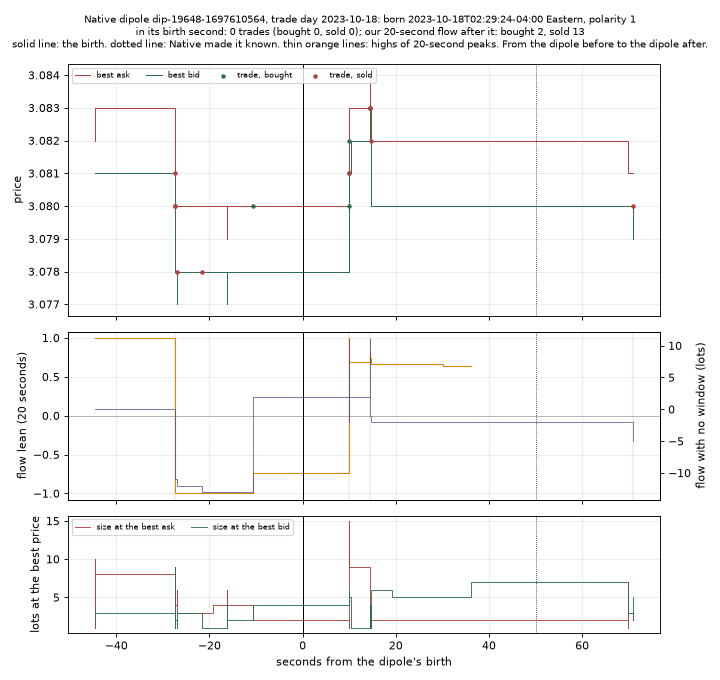 Native dipole dip-19648-1697610564, trade day 2023-10-18: born 2023-10-18T02:29:24-04:00 Eastern, polarity 1
in its birth second: 0 trades (bought 0, sold 0); our 20-second flow after it: bought 2, sold 13
solid line: the birth. dotted line: Native made it known. thin orange lines: highs of 20-second peaks. From the dipole before to the dipole after.
best ask
best bid
trade, bought
trade, sold
3.084
3.083
3.082
3.081
3.080
3.079
3.078
3.077
price
1.0
0.5
0.0
−0.5
−1.0
flow lean (20 seconds)
10
5
0
−5
−10
flow with no window (lots)
size at the best ask
size at the best bid
15
10
5
lots at the best price
−40
−20
0
20
40
60
seconds from the dipole's birth